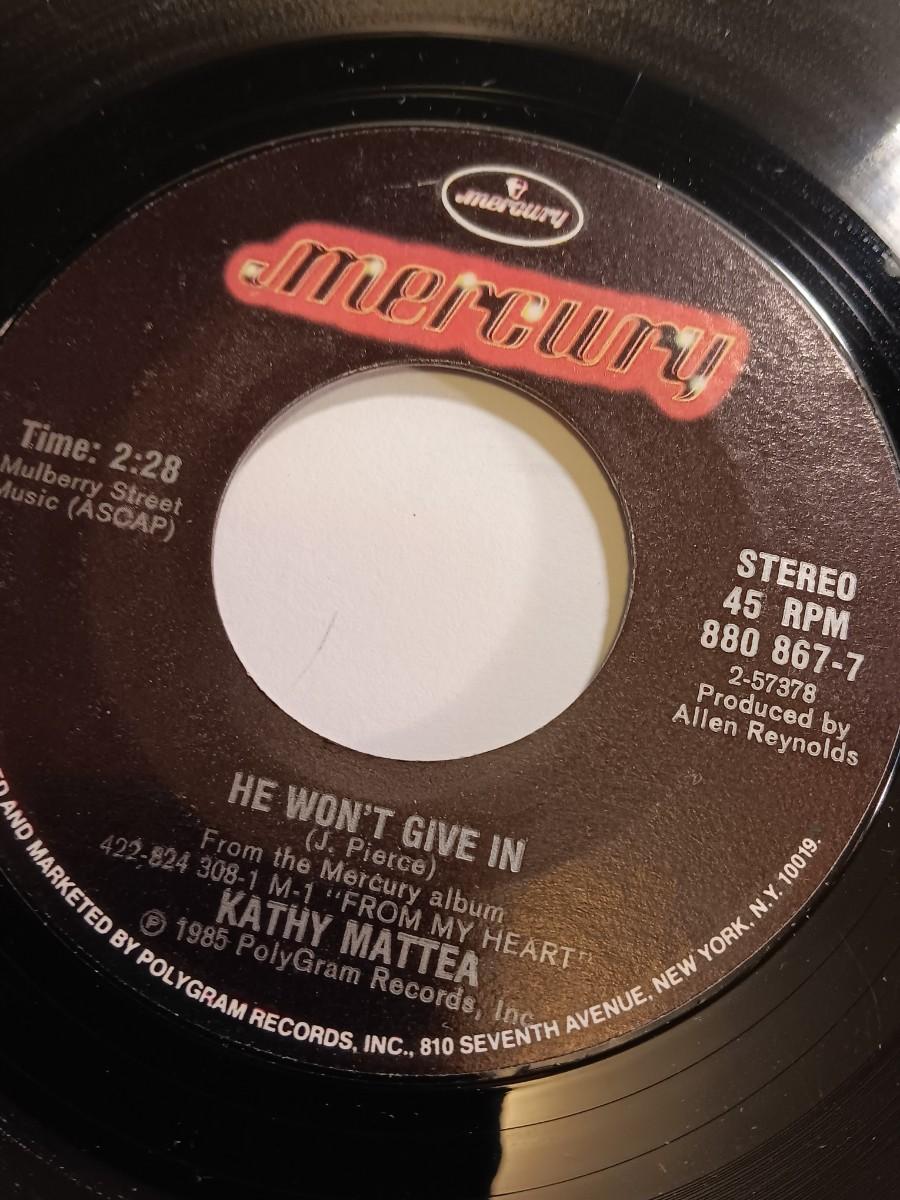 mercury
mercury
Time: 2:28
Mulberry Street
Music (ASCAP)
STEREO
45 RPM
880 867-7
2-57378
Produced by
Allen Reynolds
HE WON'T GIVE IN
(J. Pierce)
From the Mercury album
422-824 308-1 M-1 "FROM MY HEART"
KATHY MATTEA
℗ 1985 PolyGram Records, Inc.
AND MARKETED BY POLYGRAM RECORDS, INC., 810 SEVENTH AVENUE, NEW YORK, N.Y. 10019.